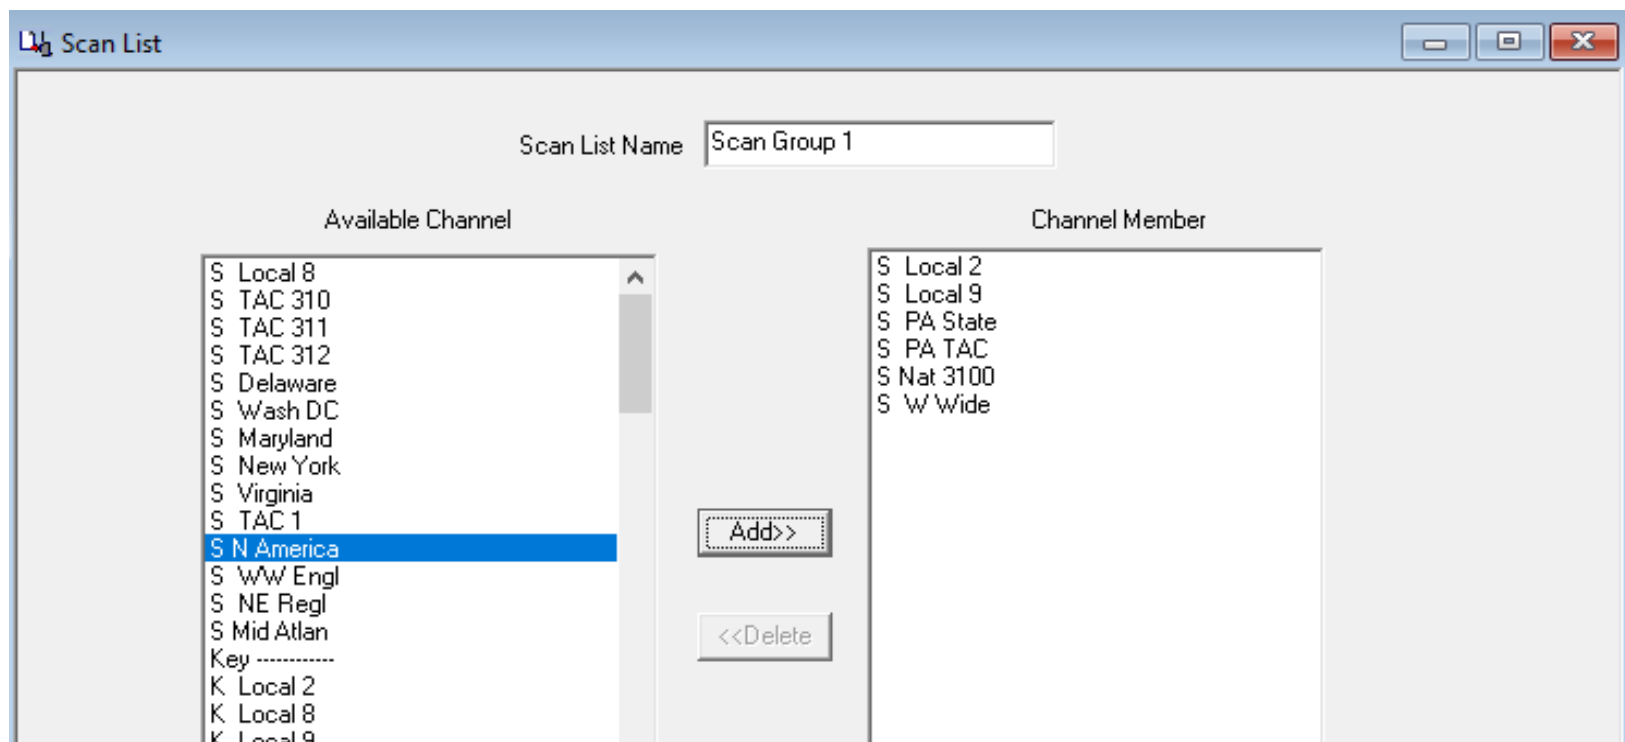 Scan List
Scan List Name Scan Group 1
Available Channel
S Local 8
S TAC 310
S TAC 311
S TAC 312
S Delaware
S Wash DC
S Maryland
S New York
S Virginia
S TAC 1
S N America
S WW Engl
S NE Regl
S Mid Atlan
Key ------------
K Local 2
K Local 8
K Local 9
Add>>
<<Delete
Channel Member
S Local 2
S Local 9
S PA State
S PA TAC
S Nat 3100
S W Wide